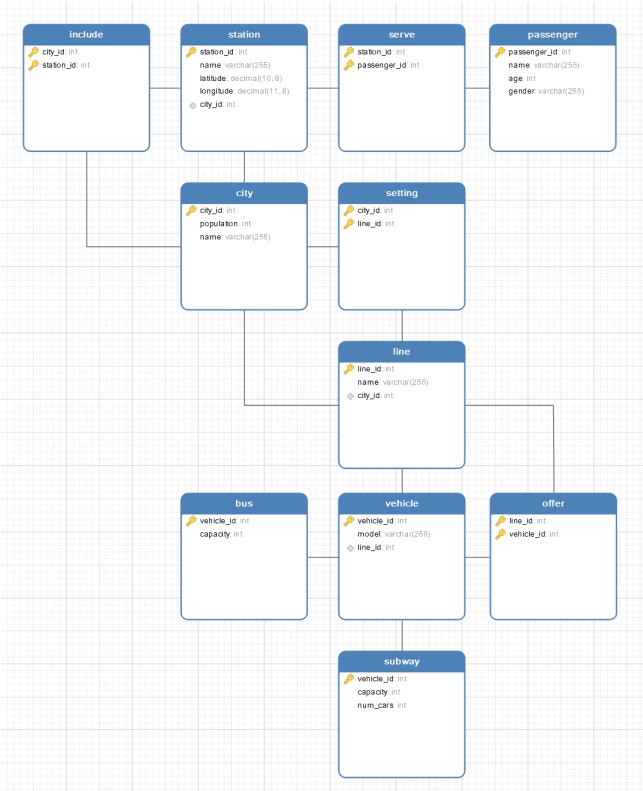 include
city_id: int
station_id: int
station
station_id: int
name: varchar(255)
latitude: decimal(10, 8)
longitude: decimal(11, 8)
city_id: int
serve
station_id: int
passenger_id: int
passenger
passenger_id: int
name: varchar(255)
age: int
gender: varchar(255)
city
city_id: int
population: int
name: varchar(255)
setting
city_id: int
line_id: int
line
line_id: int
name: varchar(255)
city_id: int
bus
vehicle_id: int
capacity: int
vehicle
vehicle_id: int
model: varchar(255)
line_id: int
offer
line_id: int
vehicle_id: int
subway
vehicle_id: int
capacity: int
num_cars: int